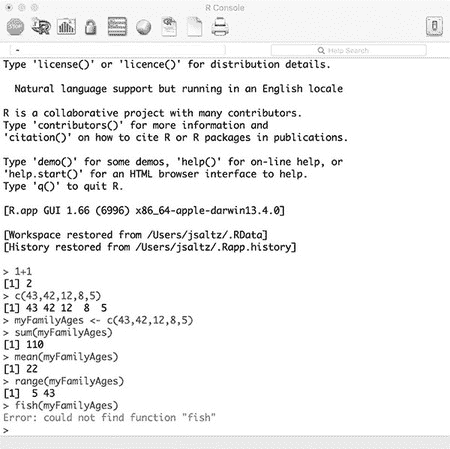 R Console
Help Search
Type 'license()' or 'licence()' for distribution details.
Natural language support but running in an English locale
R is a collaborative project with many contributors.
Type 'contributors()' for more information and
'citation()' on how to cite R or R packages in publications.
Type 'demo()' for some demos, 'help()' for on-line help, or
'help.start()' for an HTML browser interface to help.
Type 'q()' to quit R.
[R.app GUI 1.66 (6996) x86_64-apple-darwin13.4.0]
[Workspace restored from /Users/jsaltz/.RData]
[History restored from /Users/jsaltz/.Rapp.history]
> 1+1
[1] 2
> c(43,42,12,8,5)
[1] 43 42 12  8  5
> myFamilyAges <- c(43,42,12,8,5)
> sum(myFamilyAges)
[1] 110
> mean(myFamilyAges)
[1] 22
> range(myFamilyAges)
[1]  5 43
> fish(myFamilyAges)
Error: could not find function "fish"
>